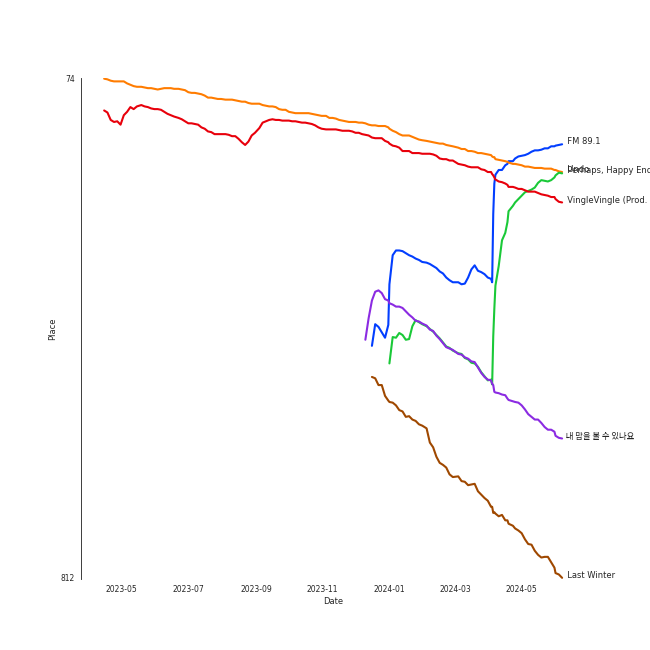 74
812
Place
2023-05
2023-07
2023-09
2023-11
2024-01
2024-03
2024-05
Date
FM 89.1
Perhaps, Happy End
VingleVingle (Prod.
내 맘을 볼 수 있나요
Last Winter